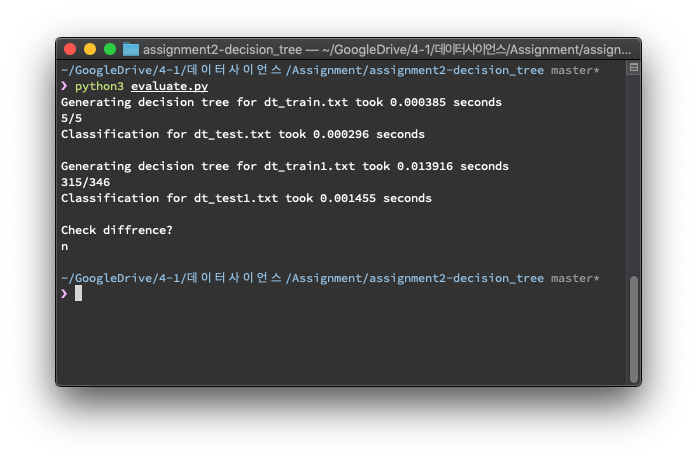 assignment2-decision_tree — ~/GoogleDrive/4-1/데이터사이언스/Assignment/assign...
~/GoogleDrive/4-1/데이터사이언스/Assignment/assignment2-decision_tree master*
❯ python3 evaluate.py
Generating decision tree for dt_train.txt took 0.000385 seconds
5/5
Classification for dt_test.txt took 0.000296 seconds
Generating decision tree for dt_train1.txt took 0.013916 seconds
315/346
Classification for dt_test1.txt took 0.001455 seconds
Check diffrence?
n
~/GoogleDrive/4-1/데이터사이언스/Assignment/assignment2-decision_tree master*
❯